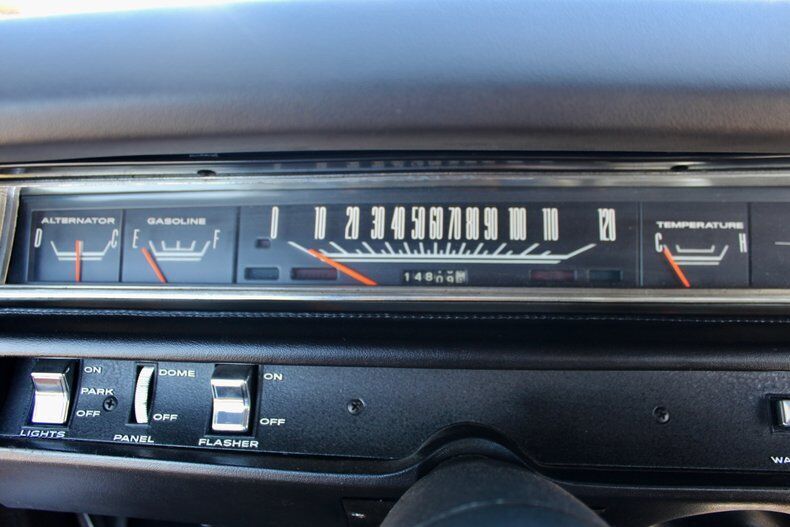 ALTERNATOR
D C
GASOLINE
E F
0 10 20 30 40 50 60 70 80 90 100 110 120
TEMPERATURE
C H
ON
PARK
OFF
LIGHTS
DOME
OFF
PANEL
ON
OFF
FLASHER
WA